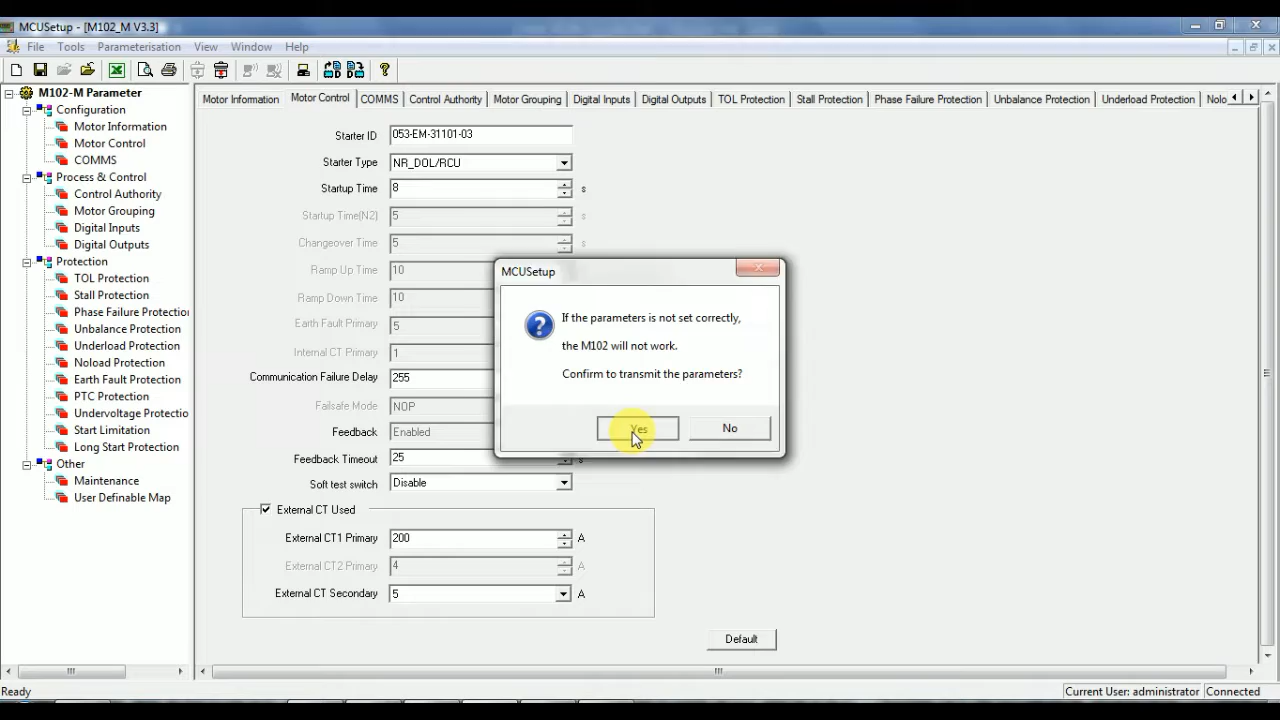 MCUSetup - [M102_M V3.3]
File Tools Parameterisation View Window Help
M102-M Parameter
Configuration
Motor Information
Motor Control
COMMS
Process & Control
Control Authority
Motor Grouping
Digital Inputs
Digital Outputs
Protection
TOL Protection
Stall Protection
Phase Failure Protectio
Unbalance Protection
Underload Protection
Noload Protection
Earth Fault Protection
PTC Protection
Undervoltage Protectio
Start Limitation
Long Start Protection
Other
Maintenance
User Definable Map
Motor Information Motor Control COMMS Control Authority Motor Grouping Digital Inputs Digital Outputs TOL Protection Stall Protection Phase Failure Protection Unbalance Protection Underload Protection Nolo
Starter ID 053-EM-31101-03
Starter Type NR_DOL/RCU
Startup Time 8 s
Startup Time(N2) 5 s
Changeover Time 5 s
Ramp Up Time 10
Ramp Down Time 10
Earth Fault Primary 5
Internal CT Primary 1
Communication Failure Delay 255
Failsafe Mode NOP
Feedback Enabled
Feedback Timeout 25 s
Soft test switch Disable
External CT Used
External CT1 Primary 200 A
External CT2 Primary 4 A
External CT Secondary 5 A
Default
MCUSetup
If the parameters is not set correctly,
the M102 will not work.
Confirm to transmit the parameters?
Yes No
Ready Current User: administrator Connected